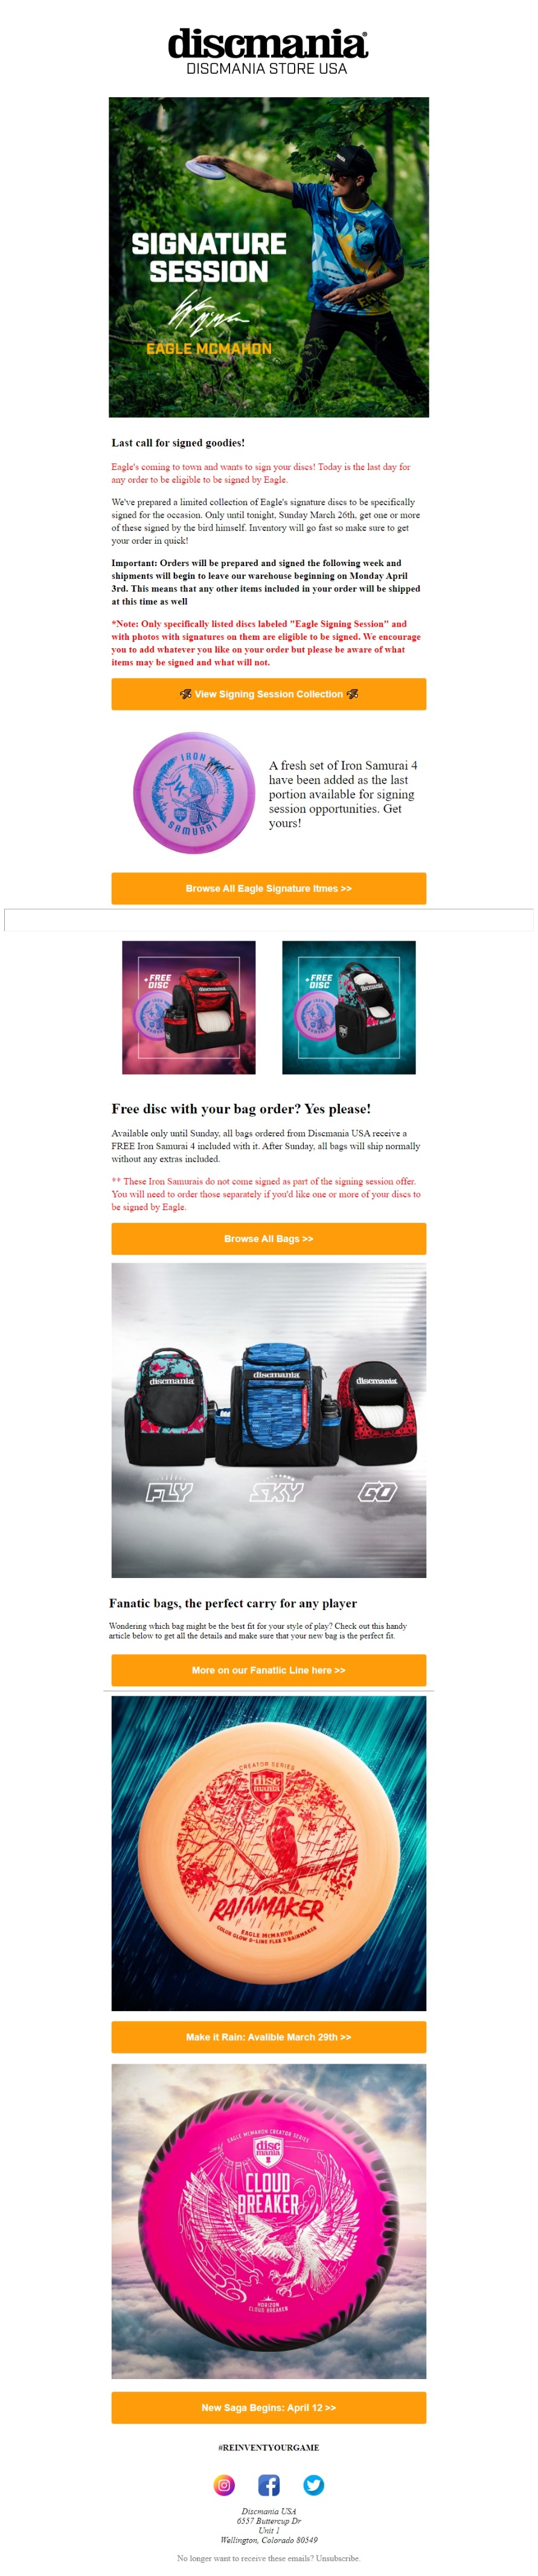 discmania®
DISCMANIA STORE USA
SIGNATURE
SESSION
EAGLE MCMAHON
Last call for signed goodies!
Eagle's coming to town and wants to sign your discs! Today is the last day for
any order to be eligible to be signed by Eagle.
We've prepared a limited collection of Eagle's signature discs to be specifically
signed for the occasion. Only until tonight, Sunday March 26th, get one or more
of these signed by the bird himself. Inventory will go fast so make sure to get
your order in quick!
Important: Orders will be prepared and signed the following week and
shipments will begin to leave our warehouse beginning on Monday April
3rd. This means that any other items included in your order will be shipped
at this time as well
*Note: Only specifically listed discs labeled "Eagle Signing Session" and
with photos with signatures on them are eligible to be signed. We encourage
you to add whatever you like on your order but please be aware of what
items may be signed and what will not.
View Signing Session Collection
IRON
SAMURAI
A fresh set of Iron Samurai 4
have been added as the last
portion available for signing
session opportunities. Get
yours!
Browse All Eagle Signature Itmes >>
+ FREE
DISC
discmania
+ FREE
DISC
discmania
Free disc with your bag order? Yes please!
Available only until Sunday, all bags ordered from Discmania USA receive a
FREE Iron Samurai 4 included with it. After Sunday, all bags will ship normally
without any extras included.
** These Iron Samurais do not come signed as part of the signing session offer.
You will need to order those separately if you'd like one or more of your discs to
be signed by Eagle.
Browse All Bags >>
discmania
discmania
discmania
FLY
SKY
GO
Fanatic bags, the perfect carry for any player
Wondering which bag might be the best fit for your style of play? Check out this handy
article below to get all the details and make sure that your new bag is the perfect fit.
More on our Fanatlic Line here >>
CREATOR SERIES
disc
mania
RAINMAKER
EAGLE MCMAHON
COLOR GLOW D-LINE FLEX 3 RAINMAKER
Make it Rain: Avalible March 29th >>
EAGLE MCMAHON CREATOR SERIES
disc
mania
CLOUD
BREAKER
HORIZON
CLOUD BREAKER
New Saga Begins: April 12 >>
#REINVENTYOURGAME
Discmania USA
6557 Buttercup Dr
Unit 1
Wellington, Colorado 80549
No longer want to receive these emails? Unsubscribe.